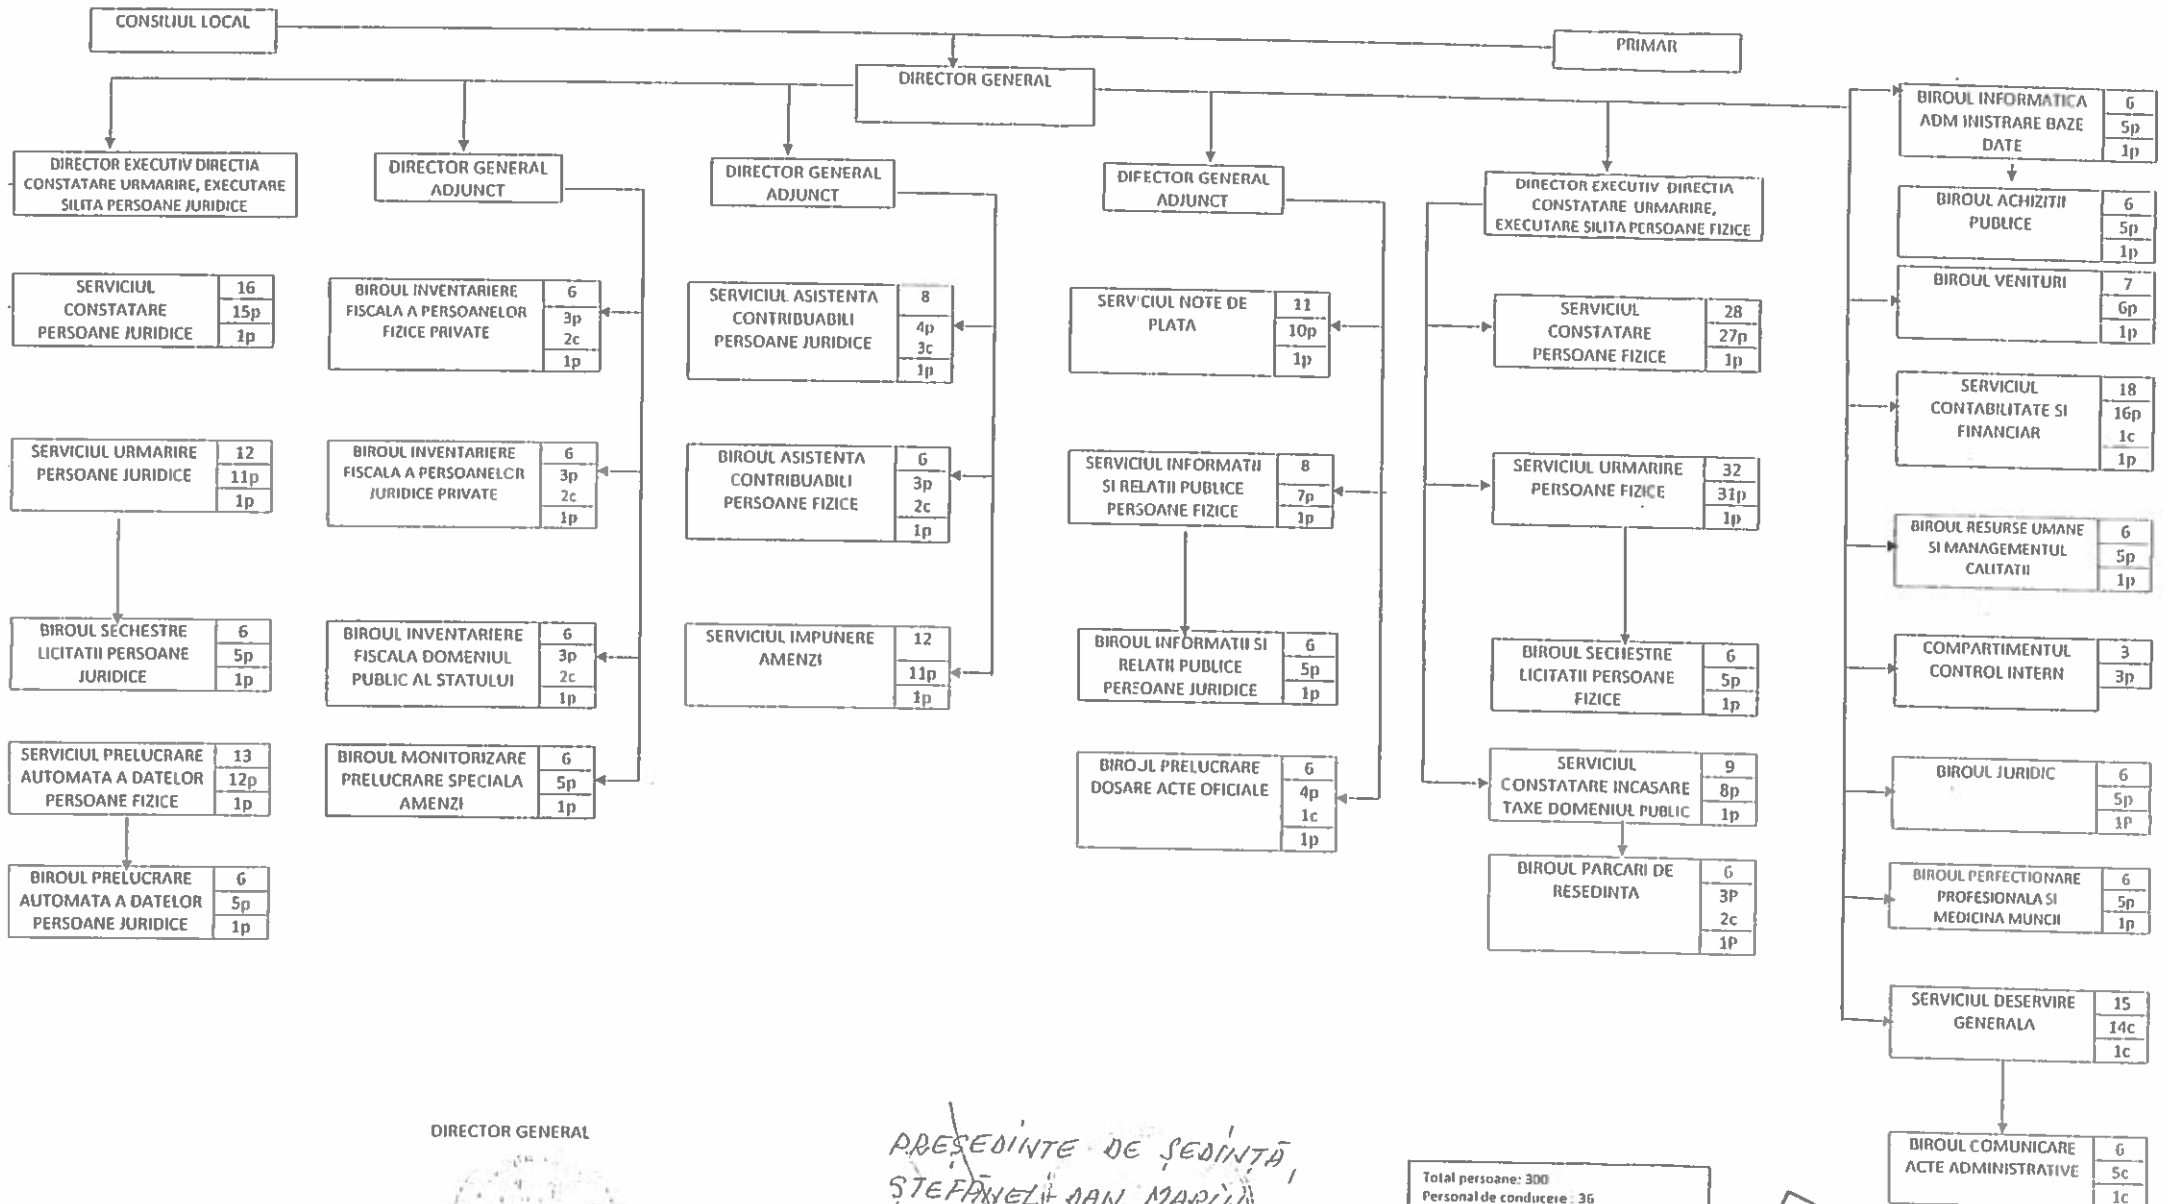 CONSILIUL LOCAL
PRIMAR
DIRECTOR GENERAL
DIRECTOR EXECUTIV DIRECTIA
CONSTATARE URMARIRE, EXECUTARE
SILITA PERSOANE JURIDICE
SERVICIUL
CONSTATARE
PERSOANE JURIDICE
16
15p
1p
SERVICIUL URMARIRE
PERSOANE JURIDICE
12
11p
1p
BIROUL SECHESTRE
LICITATII PERSOANE
JURIDICE
6
5p
1p
SERVICIUL PRELUCRARE
AUTOMATA A DATELOR
PERSOANE FIZICE
13
12p
1p
BIROUL PRELUCRARE
AUTOMATA A DATELOR
PERSOANE JURIDICE
6
5p
1p
DIRECTOR GENERAL
ADJUNCT
BIROUL INVENTARIERE
FISCALA A PERSOANELOR
FIZICE PRIVATE
6
3p
2c
1p
BIROUL INVENTARIERE
FISCALA A PERSOANELOR
JURIDICE PRIVATE
6
3p
2c
1p
BIROUL INVENTARIERE
FISCALA DOMENIUL
PUBLIC AL STATULUI
6
3p
2c
1p
BIROUL MONITORIZARE
PRELUCRARE SPECIALA
AMENZI
6
5p
1p
DIRECTOR GENERAL
ADJUNCT
SERVICIUL ASISTENTA
CONTRIBUABILI
PERSOANE JURIDICE
8
4p
3c
1p
BIROUL ASISTENTA
CONTRIBUABILI
PERSOANE FIZICE
6
3p
2c
1p
SERVICIUL IMPUNERE
AMENZI
12
11p
1p
DIRECTOR GENERAL
ADJUNCT
SERVICIUL NOTE DE
PLATA
11
10p
1p
SERVICIUL INFORMATII
SI RELATII PUBLICE
PERSOANE FIZICE
8
7p
1p
BIROUL INFORMATII SI
RELATII PUBLICE
PERSOANE JURIDICE
6
5p
1p
BIROUL PRELUCRARE
DOSARE ACTE OFICIALE
6
4p
1c
1p
DIRECTOR EXECUTIV DIRECTIA
CONSTATARE URMARIRE,
EXECUTARE SILITA PERSOANE FIZICE
SERVICIUL
CONSTATARE
PERSOANE FIZICE
28
27p
1p
SERVICIUL URMARIRE
PERSOANE FIZICE
32
31p
1p
BIROUL SECHESTRE
LICITATII PERSOANE
FIZICE
6
5p
1p
SERVICIUL
CONSTATARE INCASARE
TAXE DOMENIUL PUBLIC
9
8p
1p
BIROUL PARCARI DE
RESEDINTA
6
3P
2c
1P
BIROUL INFORMATICA
ADM INISTRARE BAZE
DATE
6
5p
1p
BIROUL ACHIZITII
PUBLICE
6
5p
1p
BIROUL VENITURI
7
6p
1p
SERVICIUL
CONTABILITATE SI
FINANCIAR
18
16p
1c
1p
BIROUL RESURSE UMANE
SI MANAGEMENTUL
CALITATII
6
5p
1p
COMPARTIMENTUL
CONTROL INTERN
3
3p
BIROUL JURIDIC
6
5p
1P
BIROUL PERFECTIONARE
PROFESIONALA SI
MEDICINA MUNCII
6
5p
1p
SERVICIUL DESERVIRE
GENERALA
15
14c
1c
BIROUL COMUNICARE
ACTE ADMINISTRATIVE
6
5c
1c
DIRECTOR GENERAL
PREȘEDINTE DE ȘEDINȚĂ,
ȘTEFĂNEL DAN MARIN
Total persoane: 300
Personal de conducere: 36